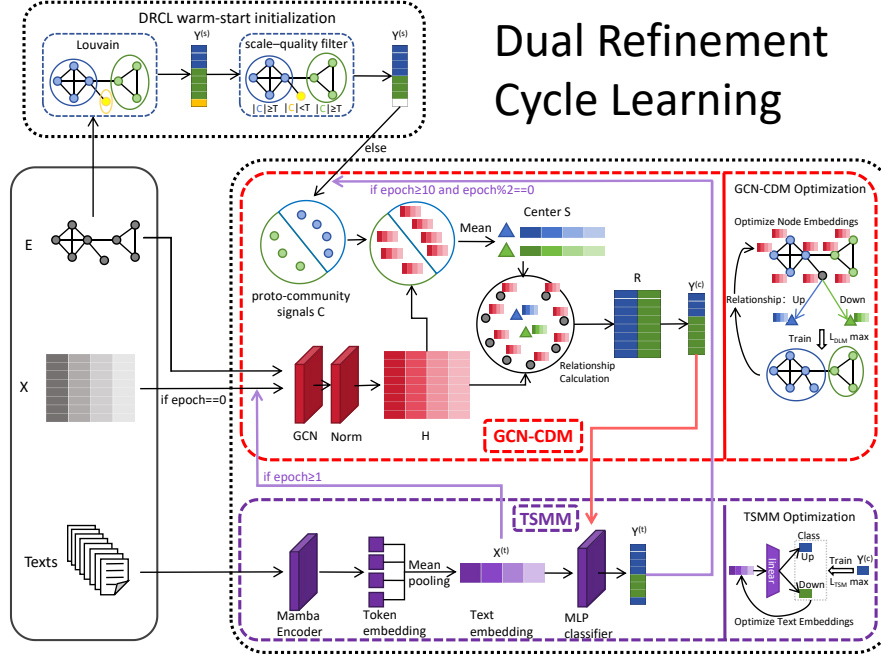 DRCL warm-start initialization
Louvain
Y(s)
scale–quality filter
Y(s)
|C|≥T |C|<T |C|≥T
Dual Refinement
Cycle Learning
else
if epoch≥10 and epoch%2==0
GCN-CDM Optimization
E
Mean
Center S
Optimize Node Embeddings
proto-community
signals C
R
Y(c)
Relationship: Up
Down
Train
LDLM max
Relationship
Calculation
X
if epoch==0
GCN
Norm
H
GCN-CDM
if epoch≥1
TSMM
TSMM Optimization
Texts
Mean
pooling
X(t)
Y(t)
linear
Class
Up
Down
Train
Y(c)
LTSM max
Mamba
Encoder
Token
embedding
Text
embedding
MLP
classifier
Optimize Text Embeddings